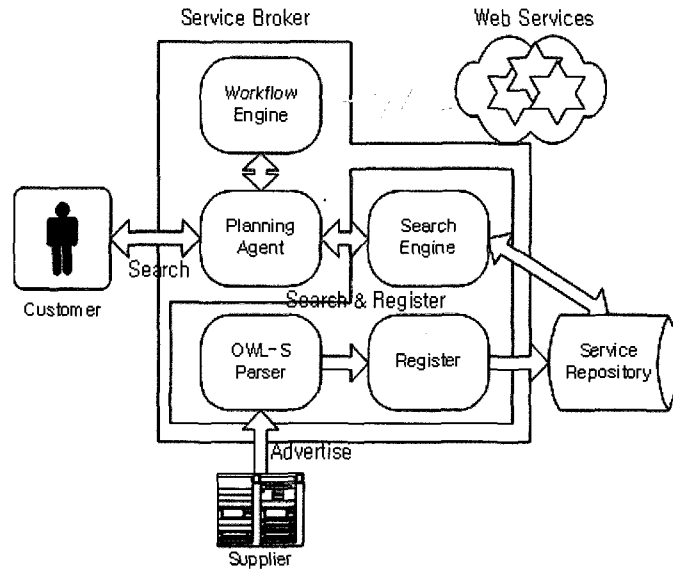 Service Broker
Web Services
Workflow
Engine
Planning
Agent
Search
Engine
Search
Customer
Search & Register
OWL-S
Parser
Register
Service
Repository
Advertise
Supplier